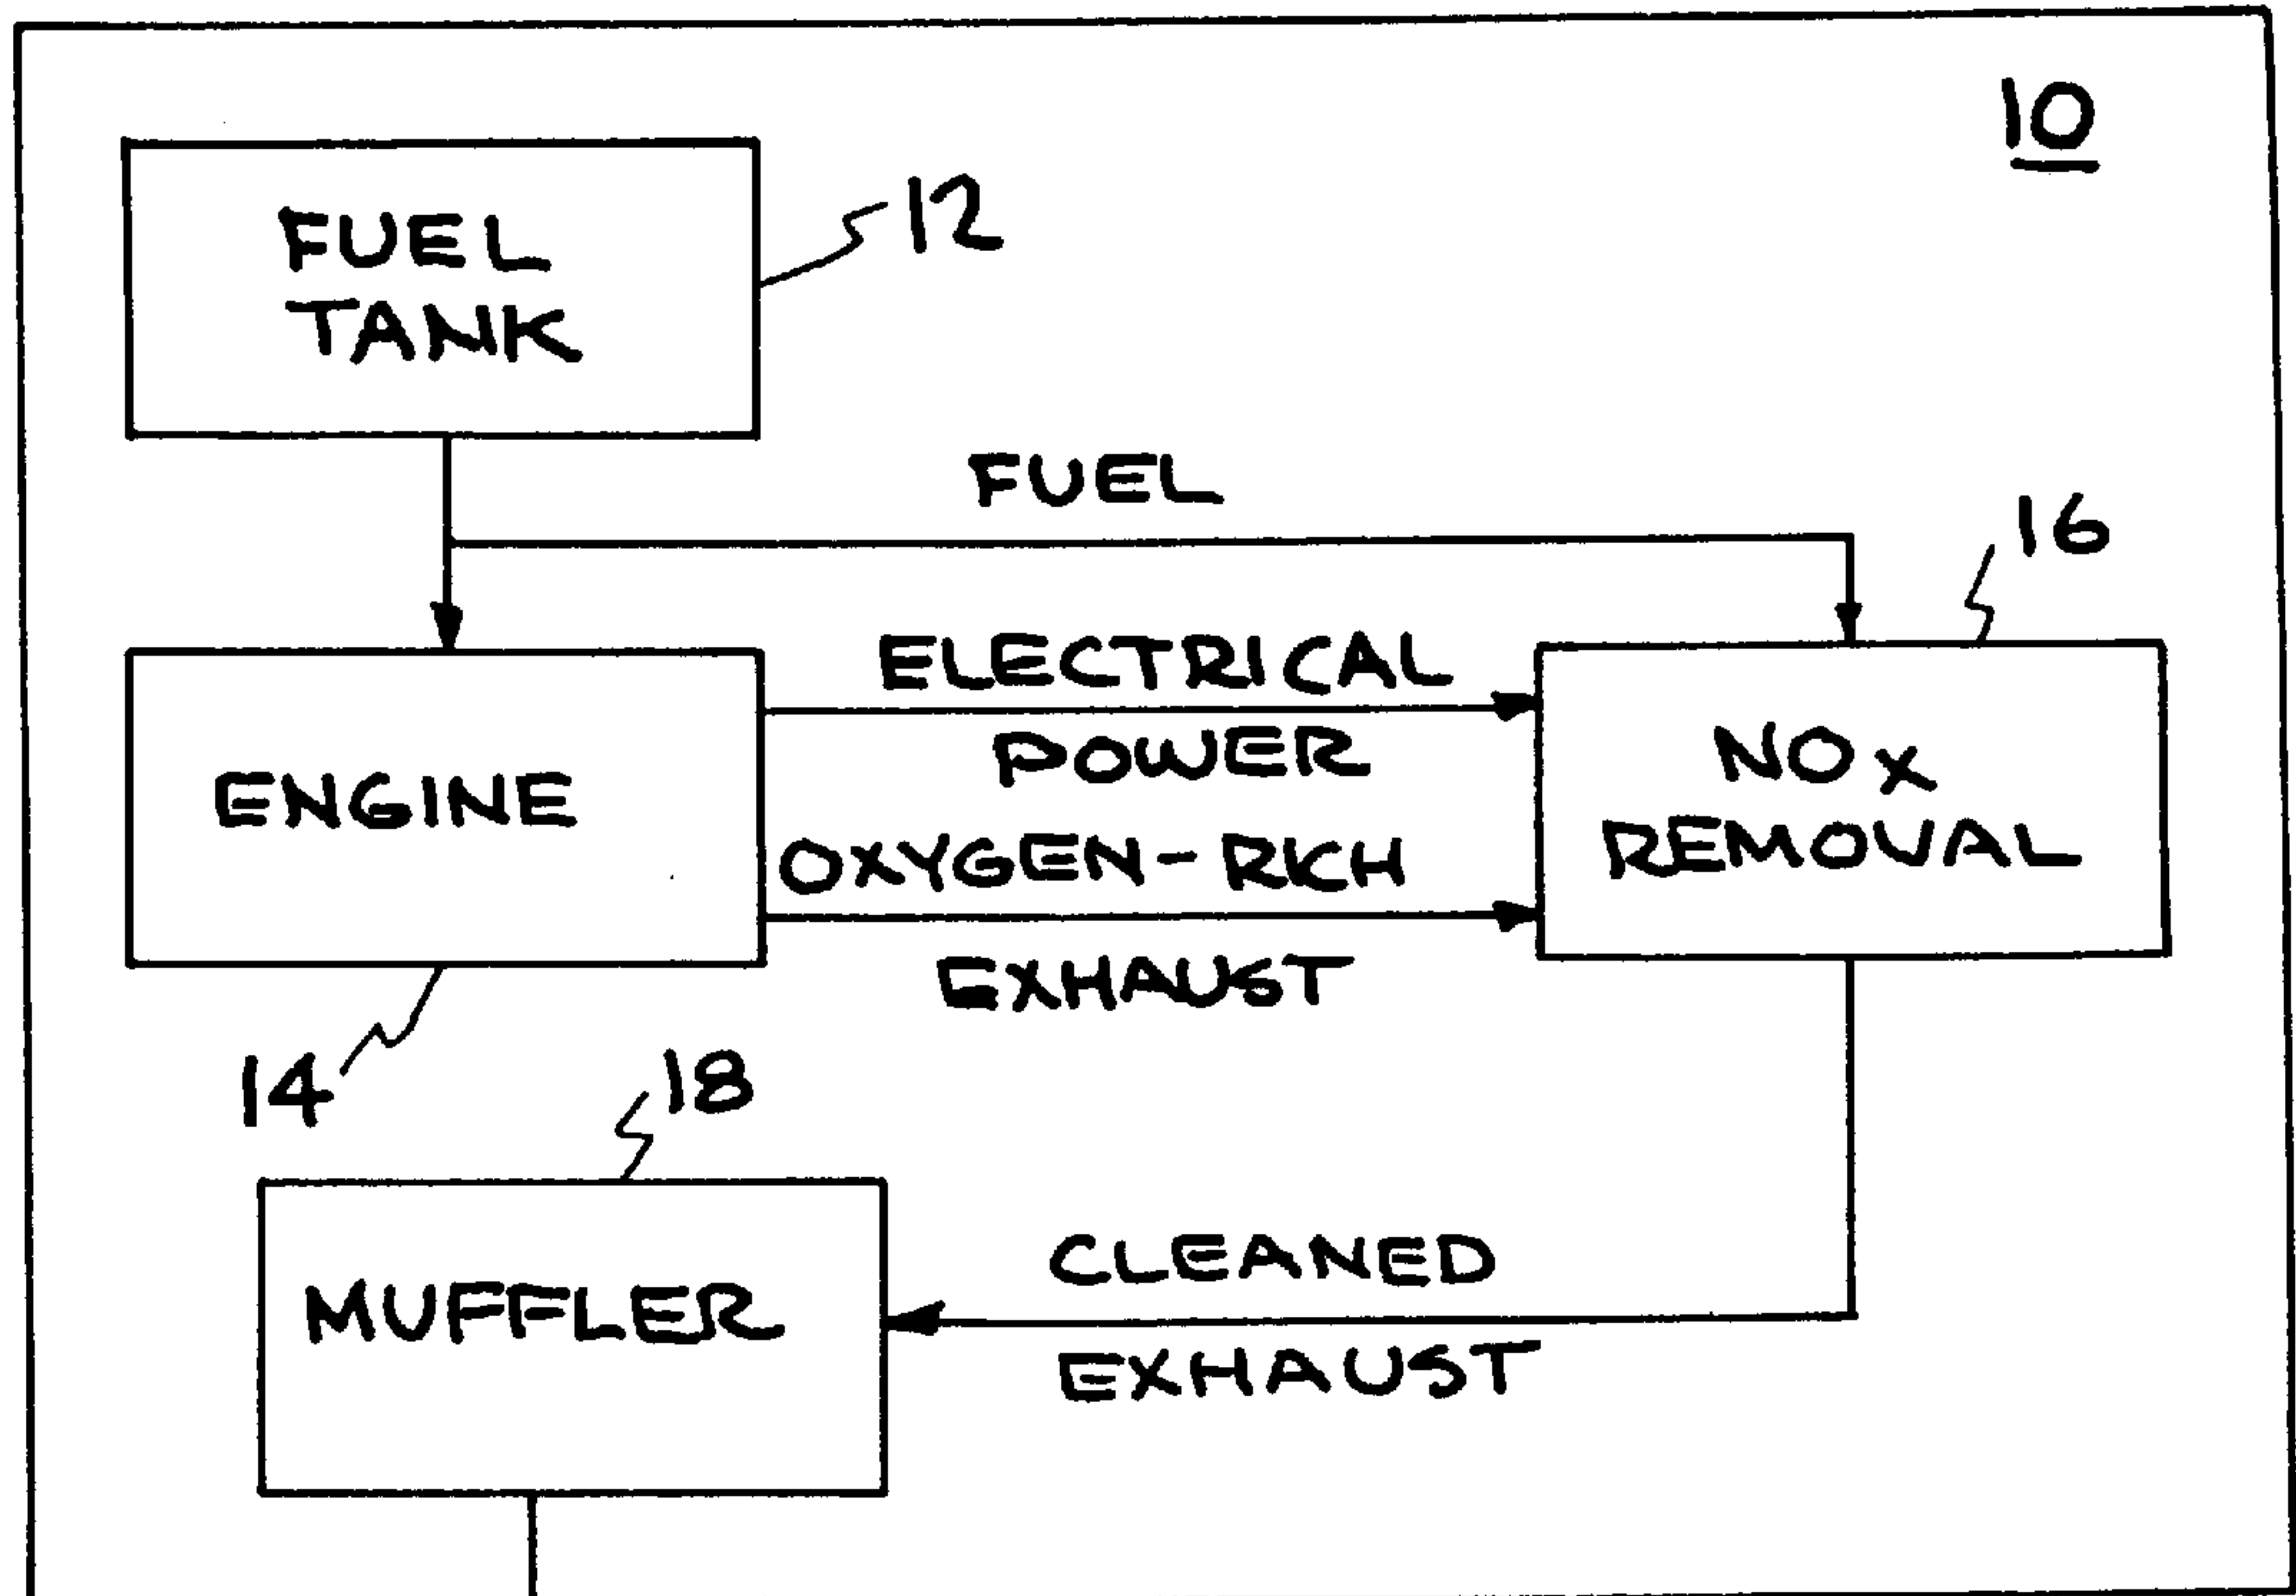 10
FUEL
TANK
12
FUEL
16
ELECTRICAL
POWER
ENGINE
OXYGEN-RICH
EXHAUST
NOx
REMOVAL
14
18
MUFFLER
CLEANED
EXHAUST